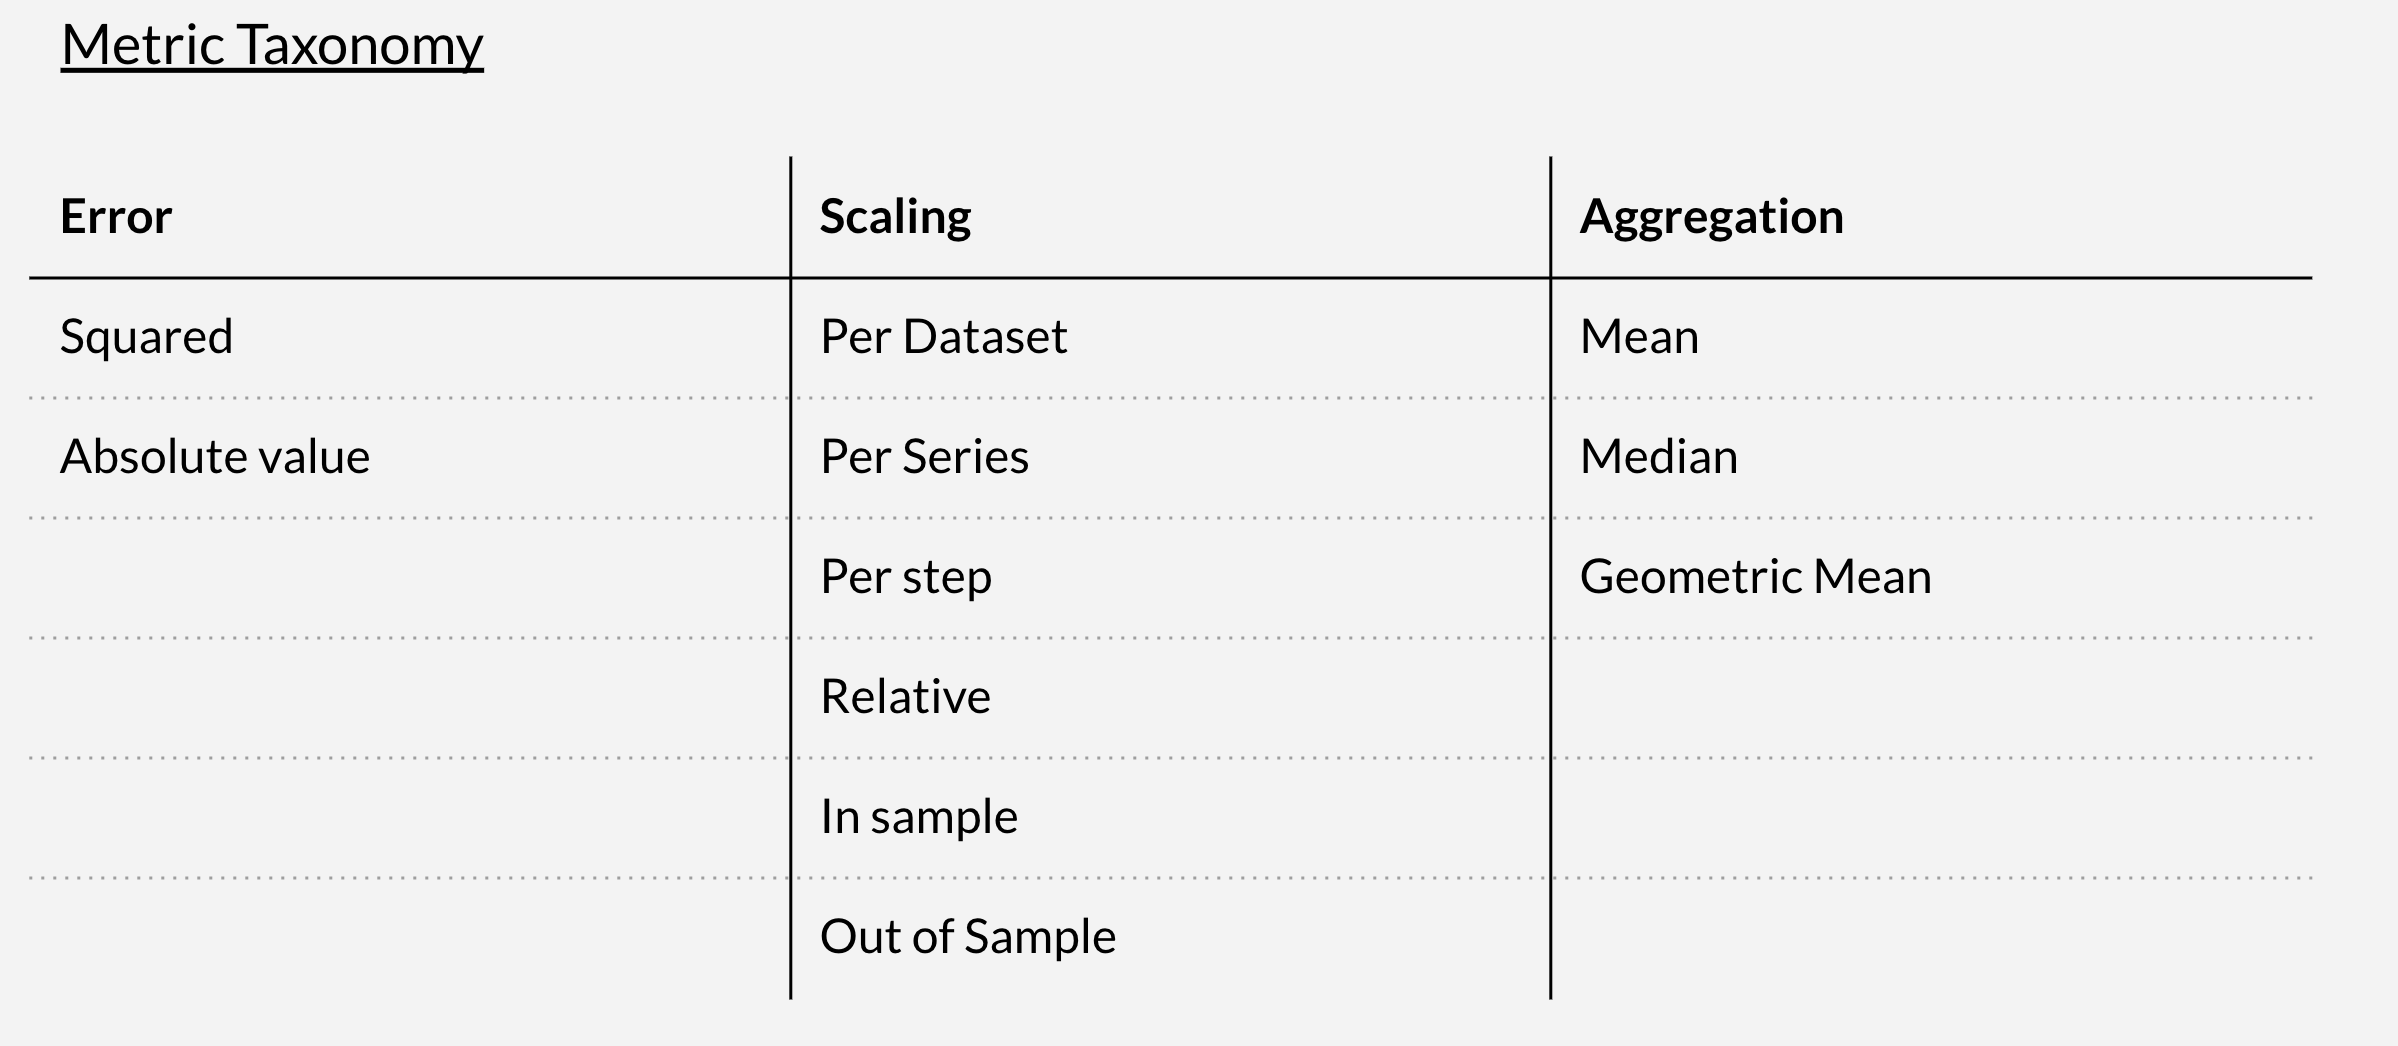 Metric Taxonomy
Error Scaling Aggregation
Squared Per Dataset Mean
Absolute value Per Series Median
Per step Geometric Mean
Relative
In sample
Out of Sample